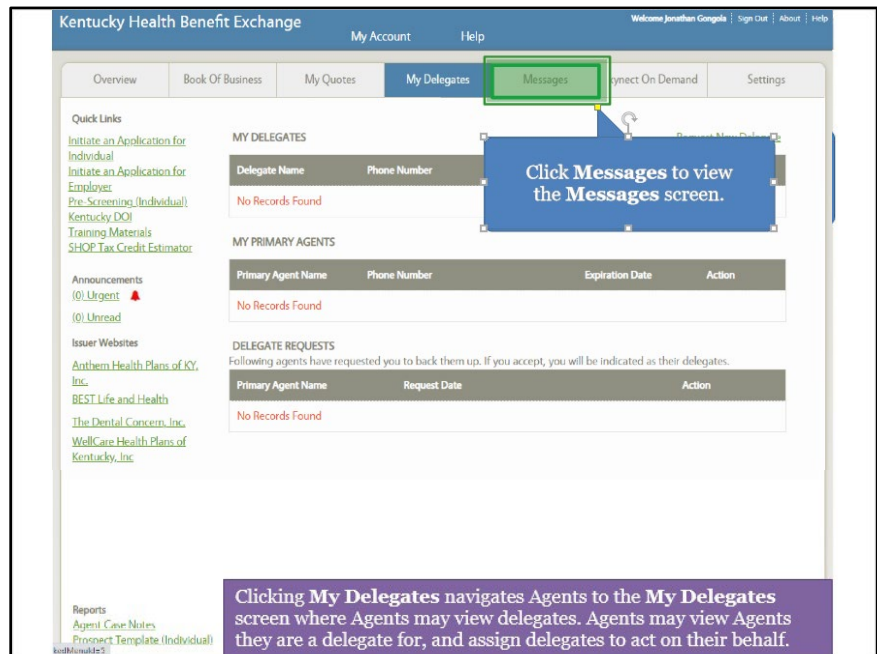 Kentucky Health Benefit Exchange
Welcome Jonathan Gongola | Sign Out | About | Help
My Account Help
Overview Book Of Business My Quotes My Delegates Messages kynect On Demand Settings
Quick Links
Initiate an Application for
Individual
Initiate an Application for
Employer
Pre-Screening (Individual)
Kentucky DOI
Training Materials
SHOP Tax Credit Estimator
Announcements
(0) Urgent
(0) Unread
Issuer Websites
Anthem Health Plans of KY,
Inc.
BEST Life and Health
The Dental Concern, Inc.
WellCare Health Plans of
Kentucky, Inc
Reports
Agent Case Notes
Prospect Template (Individual)
kedMenuId=3
MY DELEGATES
Request New Delegate
Delegate Name Phone Number
No Records Found
Click Messages to view
the Messages screen.
MY PRIMARY AGENTS
Primary Agent Name Phone Number Expiration Date Action
No Records Found
DELEGATE REQUESTS
Following agents have requested you to back them up. If you accept, you will be indicated as their delegates.
Primary Agent Name Request Date Action
No Records Found
Clicking My Delegates navigates Agents to the My Delegates
screen where Agents may view delegates. Agents may view Agents
they are a delegate for, and assign delegates to act on their behalf.